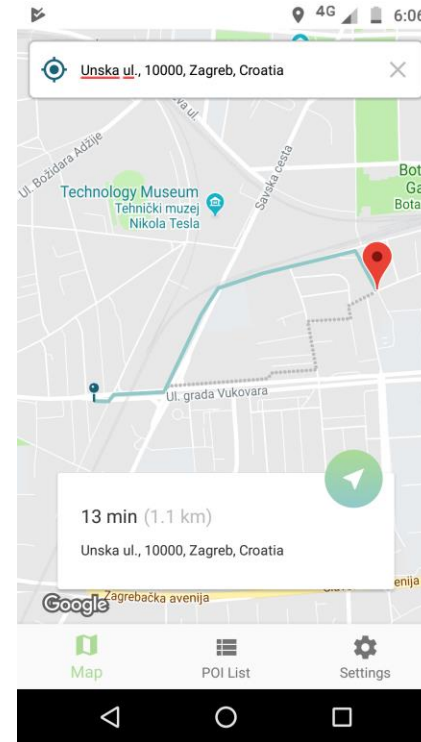 4G 6:06
Unska ul., 10000, Zagreb, Croatia
Ul. Božidara Adžije
Savska cesta
Technology Museum
Tehnički muzej
Nikola Tesla
Bot
Ga
Bota
Ul. grada Vukovara
13 min (1.1 km)
Unska ul., 10000, Zagreb, Croatia
Google
Zagrebačka avenija
enija
Map
POI List
Settings